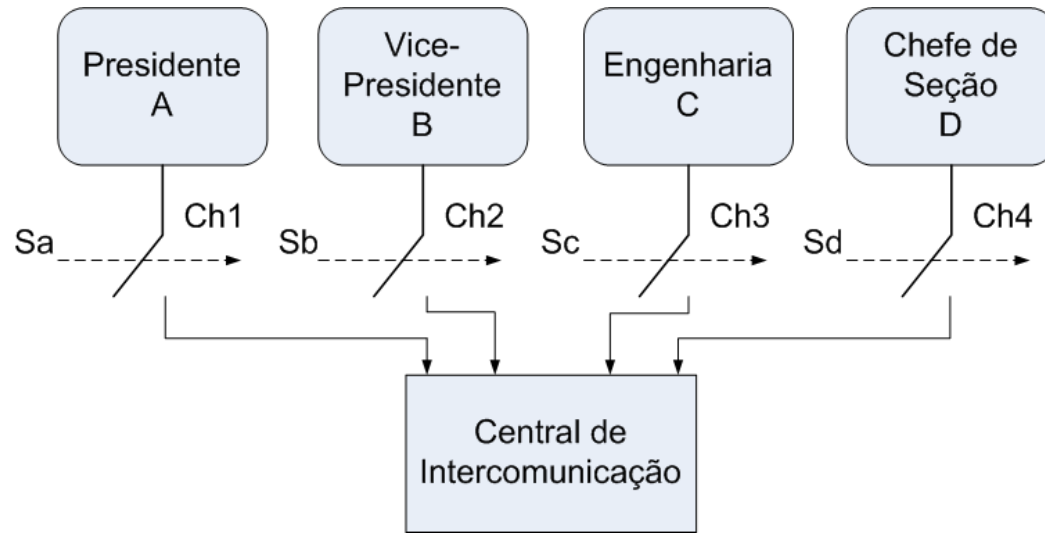 Presidente
A
Vice-
Presidente
B
Engenharia
C
Chefe de
Seção
D
Sa
Ch1
Sb
Ch2
Sc
Ch3
Sd
Ch4
Central de
Intercomunicação